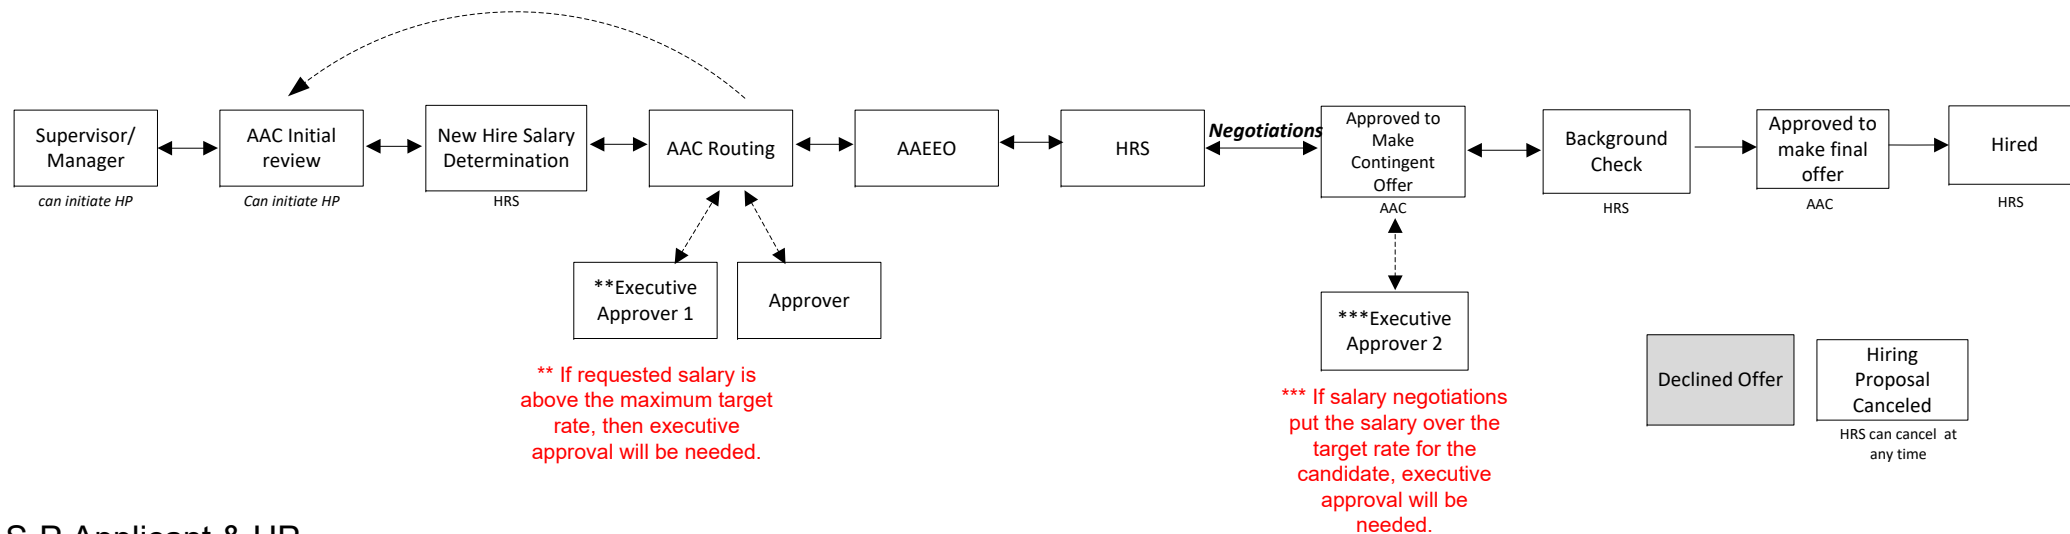 Supervisor/
Manager
can initiate HP
AAC Initial
review
Can initiate HP
New Hire Salary
Determination
HRS
AAC Routing
AAEEO
HRS
Negotiations
Approved to
Make
Contingent
Offer
AAC
Background
Check
HRS
Approved to
make final
offer
AAC
Hired
HRS
**Executive
Approver 1
Approver
** If requested salary is
above the maximum target
rate, then executive
approval will be needed.
***Executive
Approver 2
*** If salary negotiations
put the salary over the
target rate for the
candidate, executive
approval will be
needed.
Declined Offer
Hiring
Proposal
Canceled
HRS can cancel at
any time